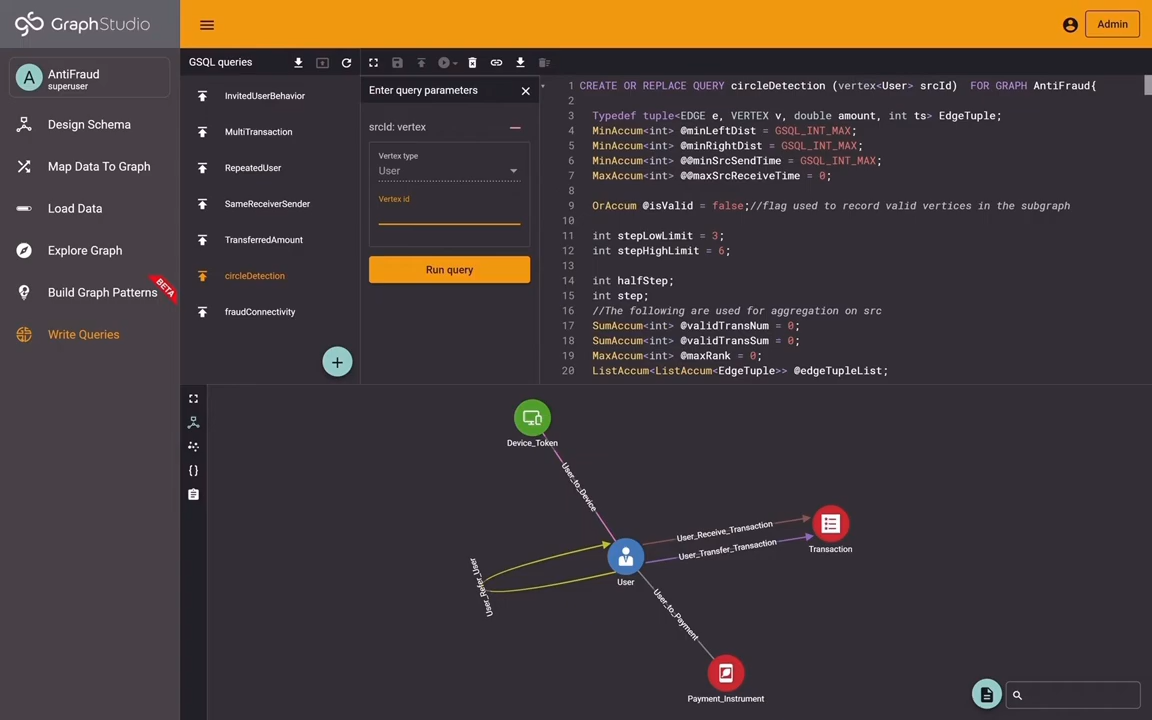 GraphStudio
Admin
A
AntiFraud
superuser
Design Schema
Map Data To Graph
Load Data
Explore Graph
Build Graph Patterns
BETA
Write Queries
GSQL queries
InvitedUserBehavior
MultiTransaction
RepeatedUser
SameReceiverSender
TransferredAmount
circleDetection
fraudConnectivity
+
Enter query parameters
srcId: vertex
Vertex type
User
Vertex id
Run query
1 CREATE OR REPLACE QUERY circleDetection (vertex<User> srcId) FOR GRAPH AntiFraud{
2
3 Typedef tuple<EDGE e, VERTEX v, double amount, int ts> EdgeTuple;
4 MinAccum<int> @minLeftDist = GSQL_INT_MAX;
5 MinAccum<int> @minRightDist = GSQL_INT_MAX;
6 MinAccum<int> @@minSrcSendTime = GSQL_INT_MAX;
7 MaxAccum<int> @@maxSrcReceiveTime = 0;
8
9 OrAccum @isValid = false;//flag used to record valid vertices in the subgraph
10
11 int stepLowLimit = 3;
12 int stepHighLimit = 6;
13
14 int halfStep;
15 int step;
16 //The following are used for aggregation on src
17 SumAccum<int> @validTransNum = 0;
18 SumAccum<int> @validTransSum = 0;
19 MaxAccum<int> @maxRank = 0;
20 ListAccum<ListAccum<EdgeTuple>> @edgeTupleList;
{}
Device_Token
User_to_Device
User_Receive_Transaction
User_Transfer_Transaction
Transaction
User_Refer_User
User
User_to_Payment
Payment_Instrument